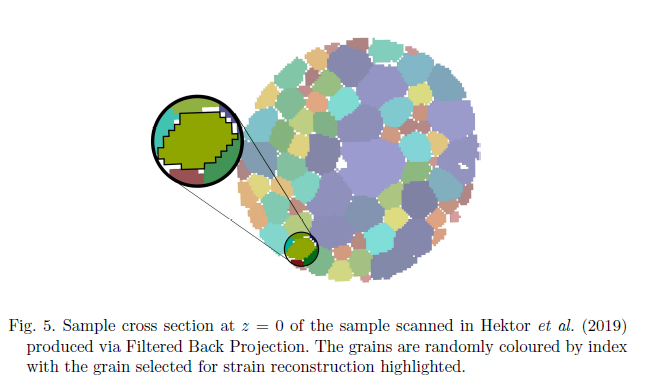 Fig. 5. Sample cross section at z = 0 of the sample scanned in Hektor et al. (2019)
produced via Filtered Back Projection. The grains are randomly coloured by index
with the grain selected for strain reconstruction highlighted.